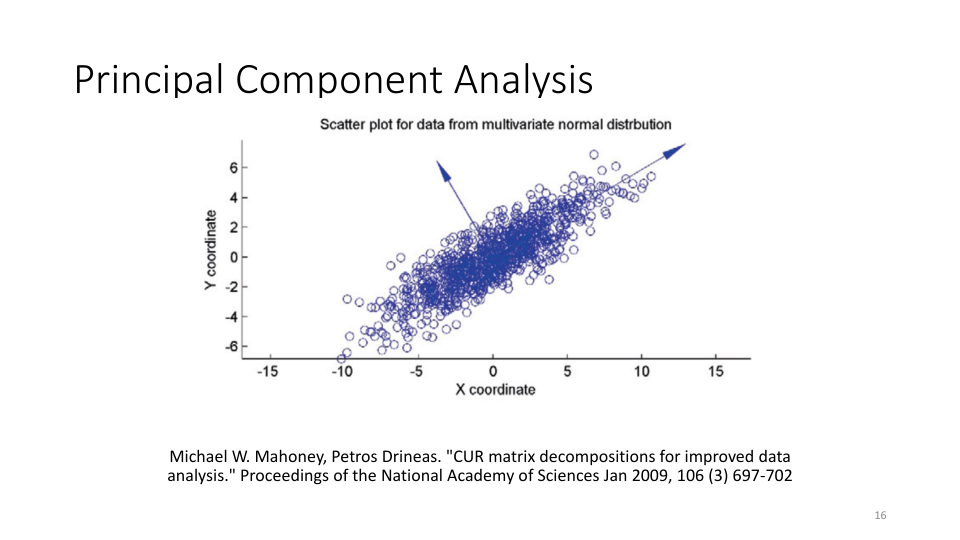 Principal Component Analysis
Scatter plot for data from multivariate normal distrbution
6
4
2
0
-2
-4
-6
Y coordinate
-15 -10 -5 0 5 10 15
X coordinate
Michael W. Mahoney, Petros Drineas. "CUR matrix decompositions for improved data
analysis." Proceedings of the National Academy of Sciences Jan 2009, 106 (3) 697-702
16